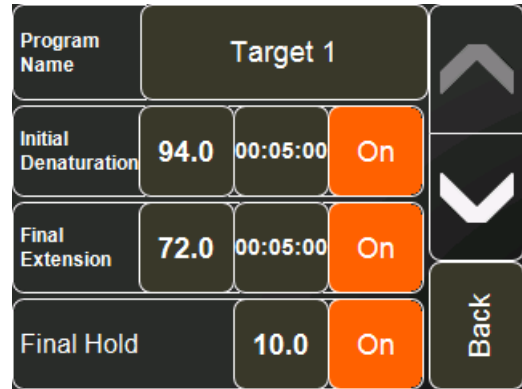 Program
Name
Target 1
Initial
Denaturation
94.0
00:05:00
On
Final
Extension
72.0
00:05:00
On
Final Hold
10.0
On
Back